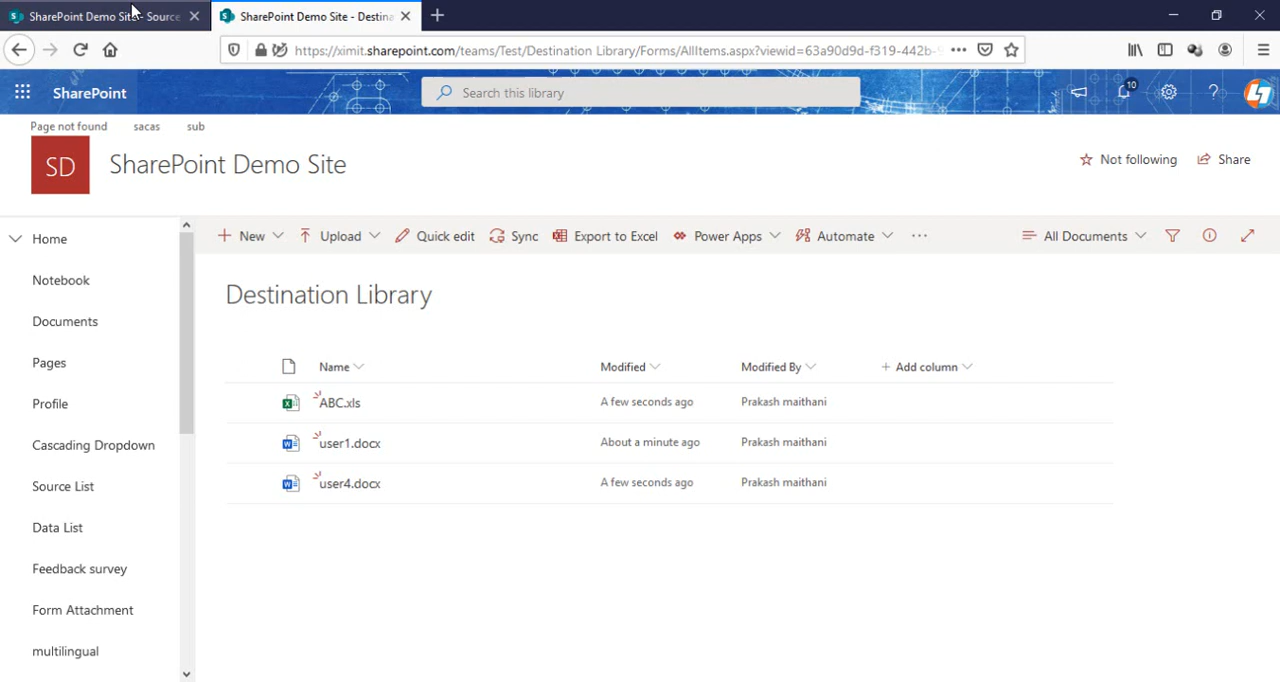 SharePoint Demo Site - Source
SharePoint Demo Site - Destina
https://ximit.sharepoint.com/teams/Test/Destination Library/Forms/AllItems.aspx?viewid=63a90d9d-f319-442b-
SharePoint
Search this library
10
?
Page not found sacas sub
SD
SharePoint Demo Site
Not following
Share
Home
Notebook
Documents
Pages
Profile
Cascading Dropdown
Source List
Data List
Feedback survey
Form Attachment
multilingual
+ New Upload Quick edit Sync Export to Excel Power Apps Automate ... All Documents
Destination Library
Name Modified Modified By + Add column
ABC.xls A few seconds ago Prakash maithani
user1.docx About a minute ago Prakash maithani
user4.docx A few seconds ago Prakash maithani